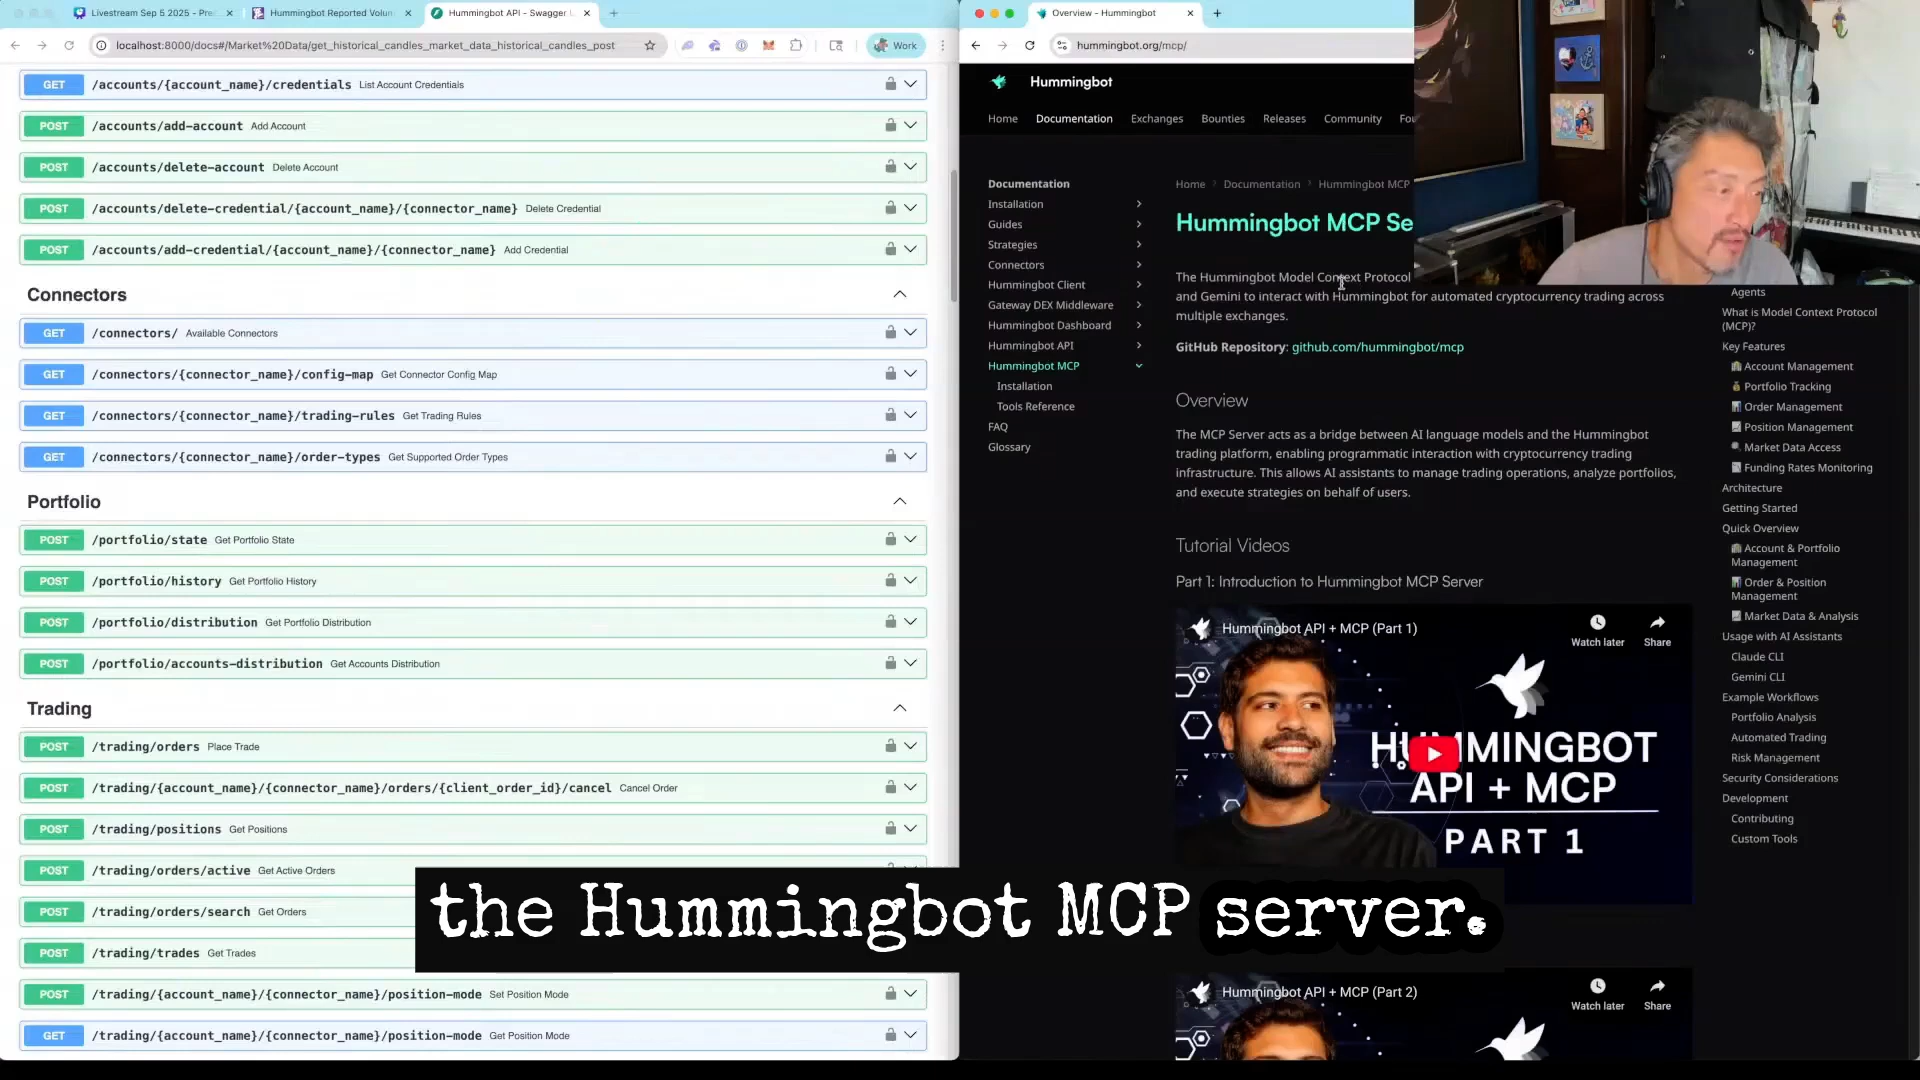 Livestream Sep 5 2025 - Pre
Hummingbot Reported Volun
Hummingbot API - Swagger U
localhost:8000/docs#/Market%20Data/get_historical_candles_market_data_historical_candles_post
Work
GET /accounts/{account_name}/credentials List Account Credentials
POST /accounts/add-account Add Account
POST /accounts/delete-account Delete Account
POST /accounts/delete-credential/{account_name}/{connector_name} Delete Credential
POST /accounts/add-credential/{account_name}/{connector_name} Add Credential
Connectors
GET /connectors/ Available Connectors
GET /connectors/{connector_name}/config-map Get Connector Config Map
GET /connectors/{connector_name}/trading-rules Get Trading Rules
GET /connectors/{connector_name}/order-types Get Supported Order Types
Portfolio
POST /portfolio/state Get Portfolio State
POST /portfolio/history Get Portfolio History
POST /portfolio/distribution Get Portfolio Distribution
POST /portfolio/accounts-distribution Get Accounts Distribution
Trading
POST /trading/orders Place Trade
POST /trading/{account_name}/{connector_name}/orders/{client_order_id}/cancel Cancel Order
POST /trading/positions Get Positions
POST /trading/orders/active Get Active Orders
POST /trading/orders/search Get Orders
POST /trading/trades Get Trades
POST /trading/{account_name}/{connector_name}/position-mode Set Position Mode
GET /trading/{account_name}/{connector_name}/position-mode Get Position Mode
Overview - Hummingbot
hummingbot.org/mcp/
Hummingbot
Home Documentation Exchanges Bounties Releases Community Fou
Documentation
Installation
Guides
Strategies
Connectors
Hummingbot Client
Gateway DEX Middleware
Hummingbot Dashboard
Hummingbot API
Hummingbot MCP
Installation
Tools Reference
FAQ
Glossary
Home Documentation Hummingbot MCP
Hummingbot MCP Se
The Hummingbot Model Context Protocol
and Gemini to interact with Hummingbot for automated cryptocurrency trading across
multiple exchanges.
GitHub Repository: github.com/hummingbot/mcp
Overview
The MCP Server acts as a bridge between AI language models and the Hummingbot
trading platform, enabling programmatic interaction with cryptocurrency trading
infrastructure. This allows AI assistants to manage trading operations, analyze portfolios,
and execute strategies on behalf of users.
Tutorial Videos
Part 1: Introduction to Hummingbot MCP Server
Hummingbot API + MCP (Part 1)
Watch later Share
HUMMINGBOT
API + MCP
PART 1
Hummingbot API + MCP (Part 2)
Watch later Share
Agents
What is Model Context Protocol
(MCP)?
Key Features
Account Management
Portfolio Tracking
Order Management
Position Management
Market Data Access
Funding Rates Monitoring
Architecture
Getting Started
Quick Overview
Account & Portfolio
Management
Order & Position
Management
Market Data & Analysis
Usage with AI Assistants
Claude CLI
Gemini CLI
Example Workflows
Portfolio Analysis
Automated Trading
Risk Management
Security Considerations
Development
Contributing
Custom Tools
the Hummingbot MCP server.